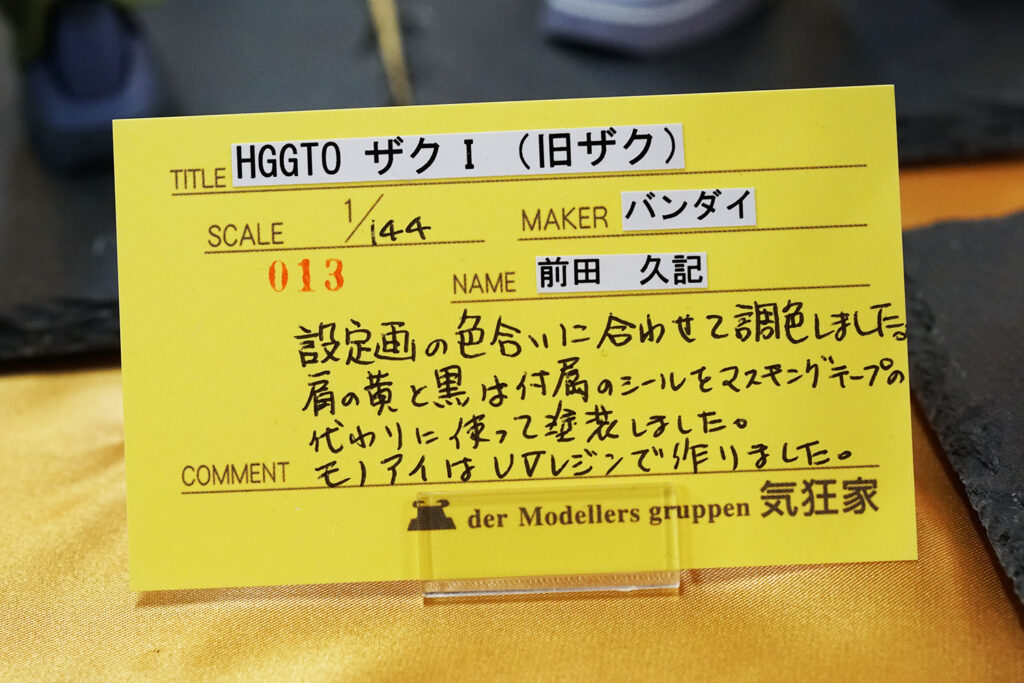 TITLE HGGTO ザクⅠ（旧ザク）
SCALE 1/144 MAKER バンダイ
013 NAME 前田　久記
設定画の色合いに合わせて調色しました。
肩の黄と黒は付属のシールをマスキングテープの
代わりに使って塗装しました。
COMMENT モノアイはUVレジンで作りました。
der Modellers gruppen 気狂家